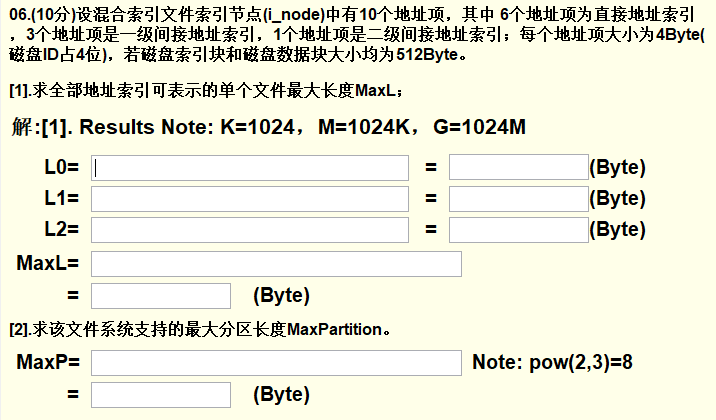 06.(10分)设混合索引文件索引节点(i_node)中有10个地址项，其中 6个地址项为直接地址索引
，3个地址项是一级间接地址索引，1个地址项是二级间接地址索引；每个地址项大小为4Byte(
磁盘ID占4位)，若磁盘索引块和磁盘数据块大小均为512Byte。
[1].求全部地址索引可表示的单个文件最大长度MaxL；
解:[1]. Results Note: K=1024，M=1024K，G=1024M
L0= = (Byte)
L1= = (Byte)
L2= = (Byte)
MaxL=
= (Byte)
[2].求该文件系统支持的最大分区长度MaxPartition。
MaxP= Note: pow(2,3)=8
= (Byte)